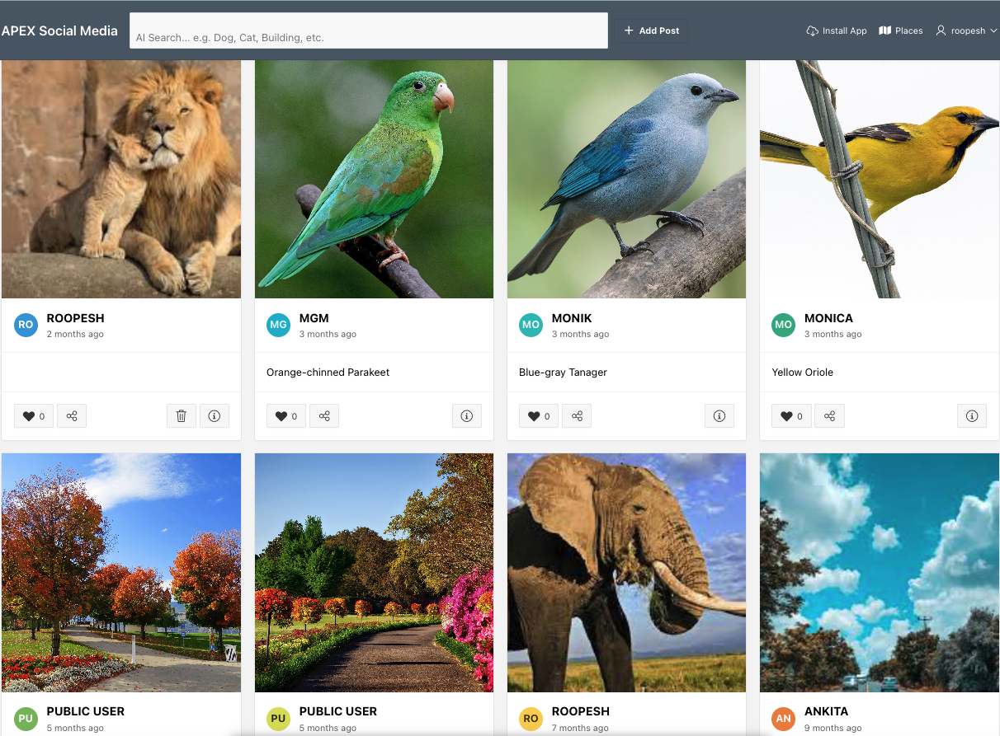 APEX Social Media
AI Search... e.g. Dog, Cat, Building, etc.
Add Post
Install App
Places
roopesh
RO
ROOPESH
2 months ago
MG
MGM
3 months ago
MO
MONIK
3 months ago
MO
MONICA
3 months ago
Orange-chinned Parakeet
Blue-gray Tanager
Yellow Oriole
0
0
0
0
PU
PUBLIC USER
5 months ago
PU
PUBLIC USER
5 months ago
RO
ROOPESH
7 months ago
AN
ANKITA
9 months ago